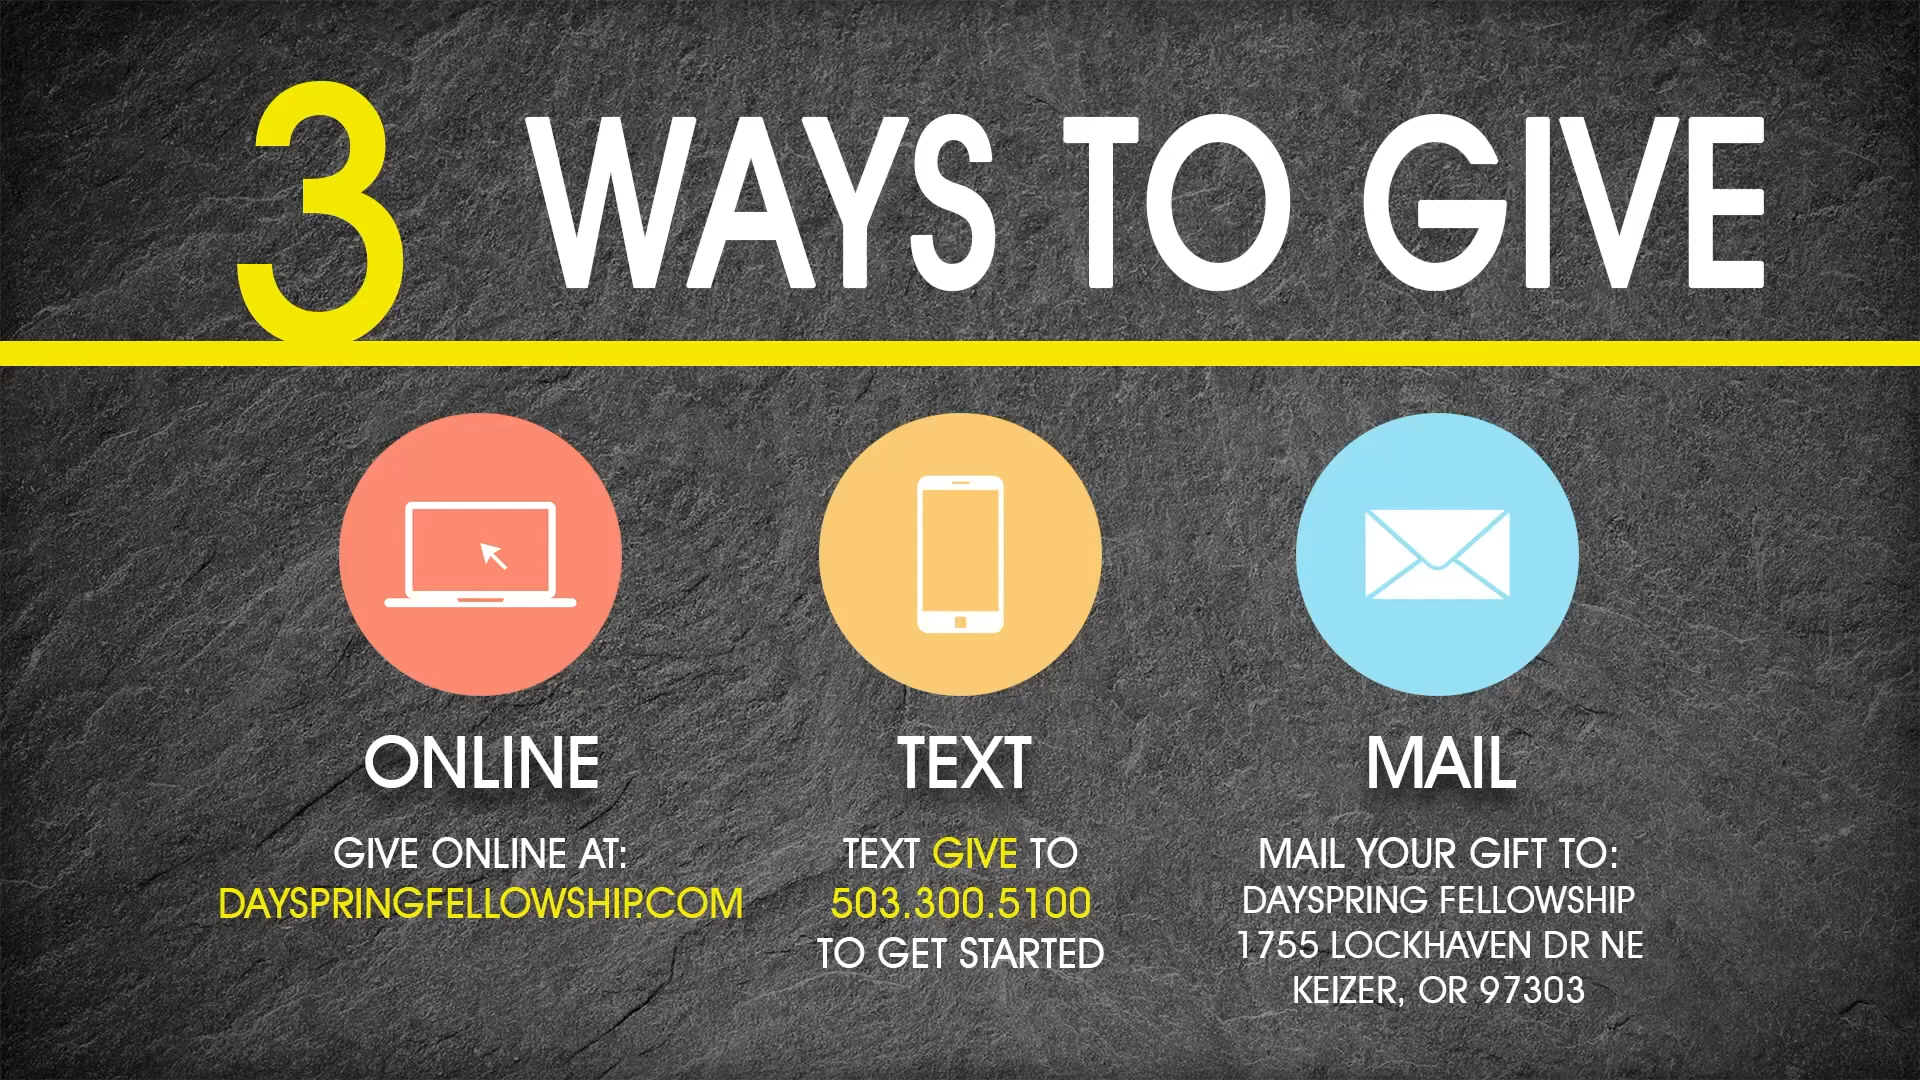 3 WAYS TO GIVE
ONLINE
GIVE ONLINE AT:
DAYSPRINGFELLOWSHIP.COM
TEXT
TEXT GIVE TO
503.300.5100
TO GET STARTED
MAIL
MAIL YOUR GIFT TO:
DAYSPRING FELLOWSHIP
1755 LOCKHAVEN DR NE
KEIZER, OR 97303